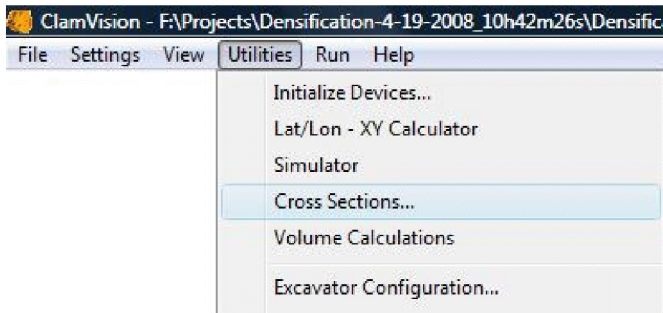 ClamVision - F:\Projects\Densification-4-19-2008_10h42m26s\Densific
File Settings View Utilities Run Help
Initialize Devices...
Lat/Lon - XY Calculator
Simulator
Cross Sections...
Volume Calculations
Excavator Configuration...